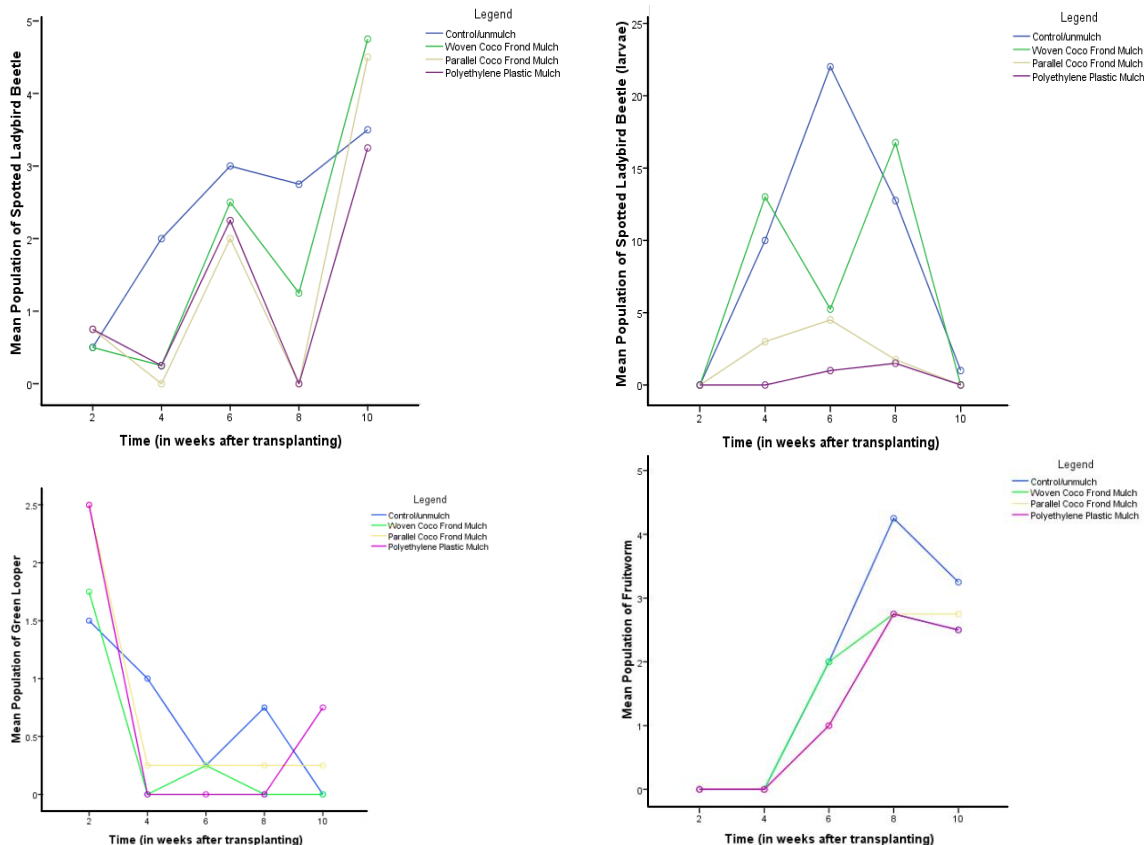 Legend
Control/unmulch
Woven Coco Frond Mulch
Parallel Coco Frond Mulch
Polyethylene Plastic Mulch
Mean Population of Spotted Ladybird Beetle
5
4
3
2
1
0
2 4 6 8 10
Time (in weeks after transplanting)
Legend
Control/unmulch
Woven Coco Frond Mulch
Parallel Coco Frond Mulch
Polyethylene Plastic Mulch
Mean Population of Spotted Ladybird Beetle (larvae)
25
20
15
10
5
0
2 4 6 8 10
Time (in weeks after transplanting)
Legend
Control/unmulch
Woven Coco Frond Mulch
Parallel Coco Frond Mulch
Polyethylene Plastic Mulch
Mean Population of Green Looper
2.5
2
1.5
1
0.5
0
2 4 6 8 10
Time (in weeks after transplanting)
Legend
Control/unmulch
Woven Coco Frond Mulch
Parallel Coco Frond Mulch
Polyethylene Plastic Mulch
Mean Population of Fruitworm
5
4
3
2
1
0
2 4 6 8 10
Time (in weeks after transplanting)